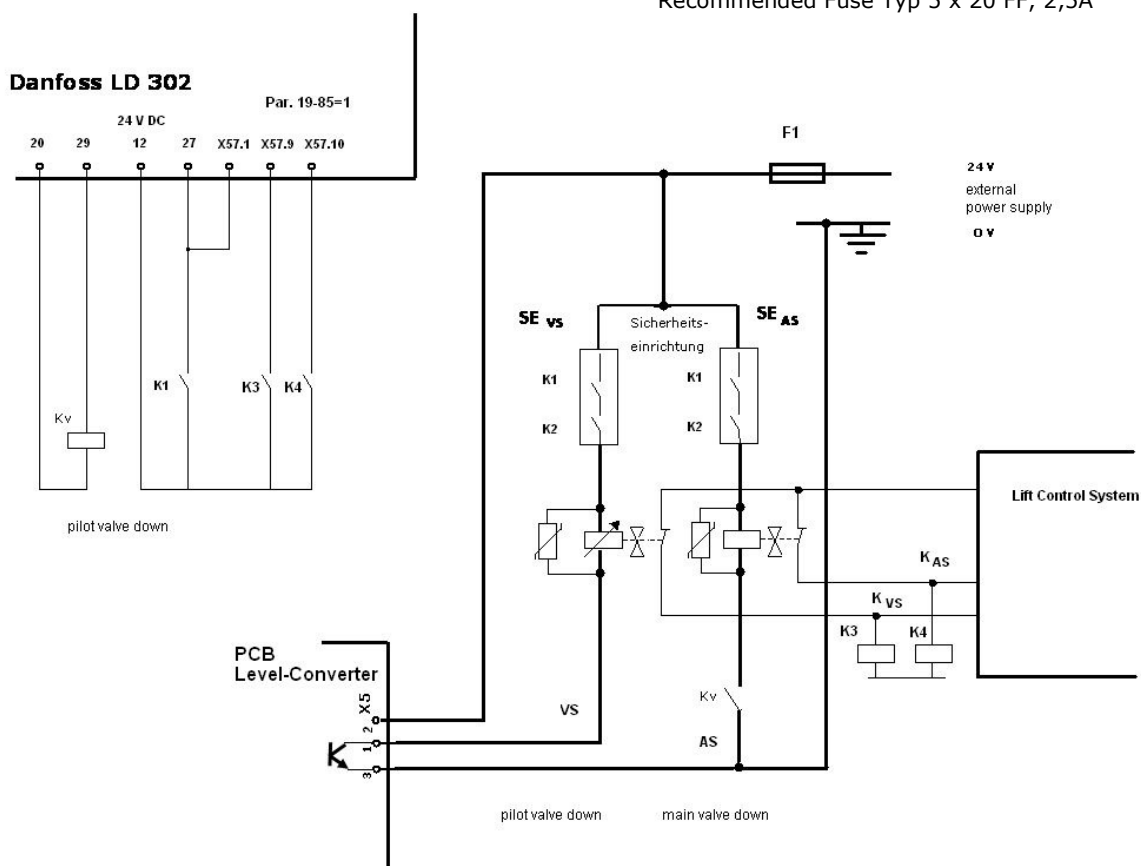 Recommended Fuse Typ 5 x 20 FF, 2,5A
Danfoss LD 302
Par. 19-85=1
24 V DC
20 29 12 27 X57.1 X57.9 X57.10
K1 K3 K4
Kv
pilot valve down
F1
24 V
external
power supply
0 V
SE VS
Sicherheits-
einrichtung
SE AS
K1
K2
K1
K2
Lift Control System
K AS
K VS
K3 K4
PCB
Level-Converter
X5
2
1
3
VS
Kv
AS
pilot valve down
main valve down